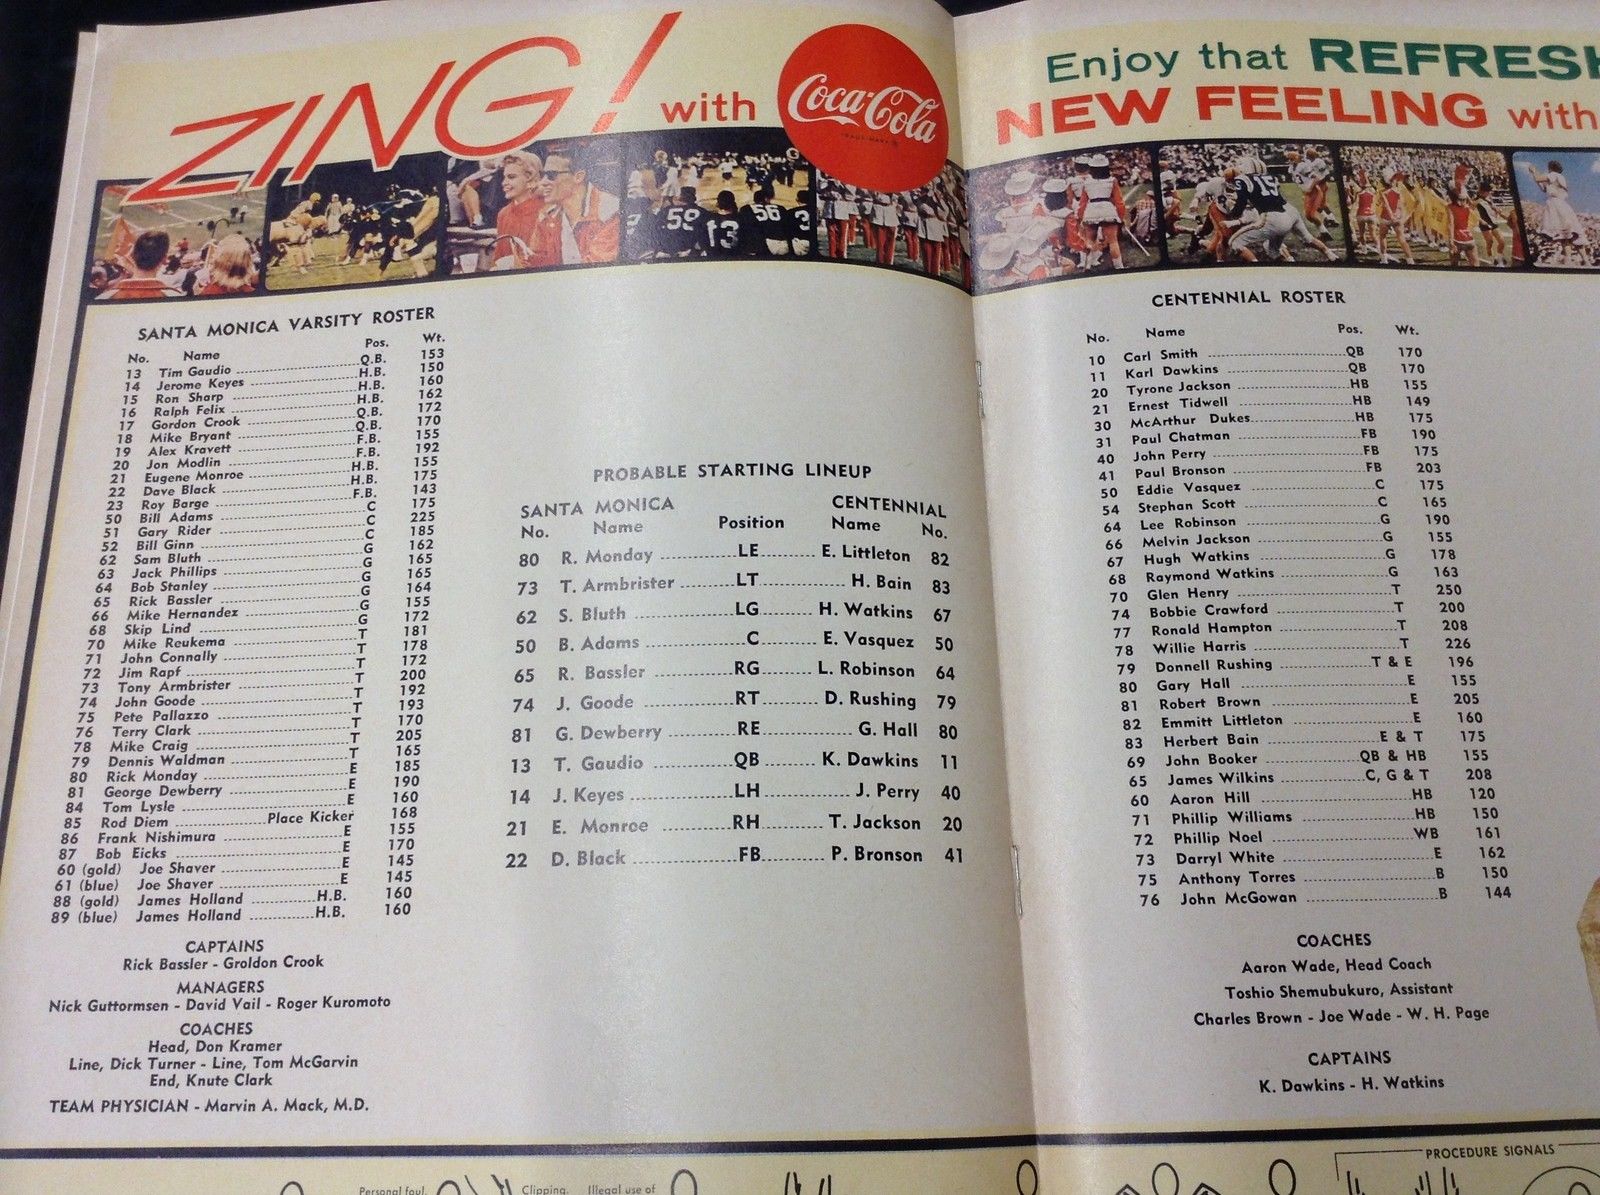 ZING! with Coca-Cola
TRADE-MARK ®
Enjoy that REFRESH
NEW FEELING with
59 13 56 3
15
SANTA MONICA VARSITY ROSTER
No. Name Pos. Wt.
13 Tim Gaudio Q.B. 153
14 Jerome Keyes H.B. 150
15 Ron Sharp H.B. 160
16 Ralph Felix H.B. 162
17 Gordon Crook Q.B. 172
18 Mike Bryant Q.B. 170
19 Alex Kravett F.B. 155
20 Jon Modlin F.B. 192
21 Eugene Monroe H.B. 155
22 Dave Black H.B. 175
23 Roy Barge F.B. 143
50 Bill Adams C 175
51 Gary Rider C 225
52 Bill Ginn C 185
62 Sam Bluth G 162
63 Jack Phillips G 165
64 Bob Stanley G 165
65 Rick Bassler G 164
66 Mike Hernandez G 155
68 Skip Lind G 172
70 Mike Reukema T 181
71 John Connally T 178
72 Jim Rapf T 172
73 Tony Armbrister T 200
74 John Goode T 192
75 Pete Pallazzo T 193
76 Terry Clark T 170
78 Mike Craig T 205
79 Dennis Waldman T 165
80 Rick Monday E 185
81 George Dewberry E 190
84 Tom Lysle E 160
85 Rod Diem Place Kicker 168
86 Frank Nishimura E 155
87 Bob Eicks E 170
60 (gold) Joe Shaver E 145
61 (blue) Joe Shaver E 145
88 (gold) James Holland H.B. 160
89 (blue) James Holland H.B. 160
CAPTAINS
Rick Bassler - Groldon Crook
MANAGERS
Nick Guttormsen - David Vail - Roger Kuromoto
COACHES
Head, Don Kramer
Line, Dick Turner - Line, Tom McGarvin
End, Knute Clark
TEAM PHYSICIAN - Marvin A. Mack, M.D.
PROBABLE STARTING LINEUP
SANTA MONICA CENTENNIAL
No. Name Position Name No.
80 R. Monday LE E. Littleton 82
73 T. Armbrister LT H. Bain 83
62 S. Bluth LG H. Watkins 67
50 B. Adams C E. Vasquez 50
65 R. Bassler RG L. Robinson 64
74 J. Goode RT D. Rushing 79
81 G. Dewberry RE G. Hall 80
13 T. Gaudio QB K. Dawkins 11
14 J. Keyes LH J. Perry 40
21 E. Monroe RH T. Jackson 20
22 D. Black FB P. Bronson 41
CENTENNIAL ROSTER
No. Name Pos. Wt.
10 Carl Smith QB 170
11 Karl Dawkins QB 170
20 Tyrone Jackson HB 155
21 Ernest Tidwell HB 149
30 McArthur Dukes HB 175
31 Paul Chatman FB 190
40 John Perry FB 175
41 Paul Bronson FB 203
50 Eddie Vasquez C 175
54 Stephan Scott C 165
64 Lee Robinson G 190
66 Melvin Jackson G 155
67 Hugh Watkins G 178
68 Raymond Watkins G 163
70 Glen Henry T 250
74 Bobbie Crawford T 200
77 Ronald Hampton T 208
78 Willie Harris T 226
79 Donnell Rushing T & E 196
80 Gary Hall E 155
81 Robert Brown E 205
82 Emmitt Littleton E 160
83 Herbert Bain E & T 175
69 John Booker QB & HB 155
65 James Wilkins C, G & T 208
60 Aaron Hill HB 120
71 Phillip Williams HB 150
72 Phillip Noel WB 161
73 Darryl White E 162
75 Anthony Torres B 150
76 John McGowan B 144
COACHES
Aaron Wade, Head Coach
Toshio Shemubukuro, Assistant
Charles Brown - Joe Wade - W. H. Page
CAPTAINS
K. Dawkins - H. Watkins
PROCEDURE SIGNALS
Personal foul. Clipping. Illegal use of